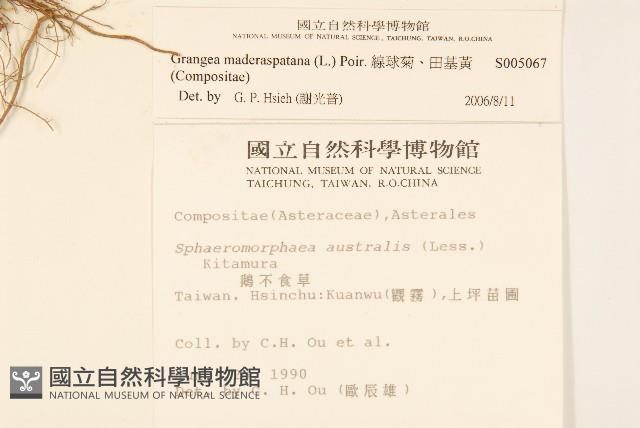 國立自然科學博物館
NATIONAL MUSEUM OF NATURAL SCIENCE, TAICHUNG, TAIWAN, R.O.CHINA
Grangea maderaspatana (L.) Poir. 線球菊、田基黃 S005067
(Compositae)
Det. by G. P. Hsieh (謝光普) 2006/8/11
國立自然科學博物館
NATIONAL MUSEUM OF NATURAL SCIENCE
TAICHUNG, TAIWAN, R.O.CHINA
Compositae(Asteraceae),Asterales
Sphaeromorphaea australis (Less.)
Kitamura
鵝不食草
Taiwan. Hsinchu:Kuanwu(觀霧),上坪苗圃
Coll. by C.H. Ou et al.
1990
Det. by C. H. Ou (歐辰雄)
國立自然科學博物館
NATIONAL MUSEUM OF NATURAL SCIENCE